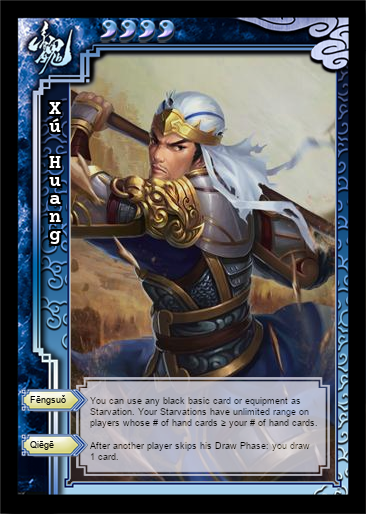 魏
Xú Huang
Fēngsuǒ
You can use any black basic card or equipment as
Starvation. Your Starvations have unlimited range on
players whose # of hand cards ≥ your # of hand cards.
Qiēgē
After another player skips his Draw Phase: you draw
1 card.